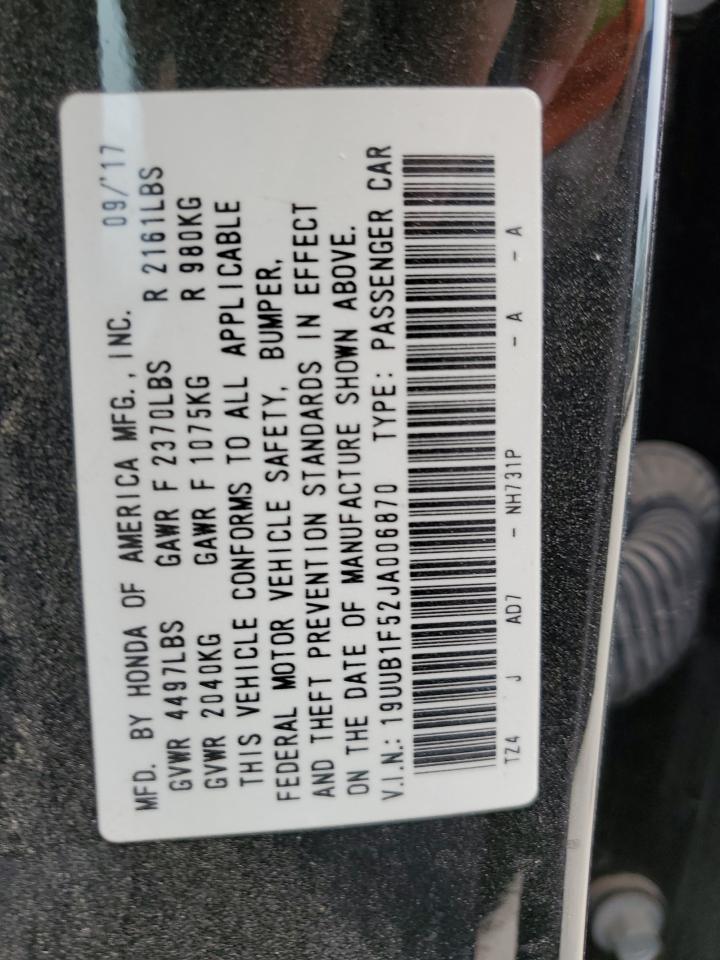 MFD. BY HONDA OF AMERICA MFG., INC. 09/'17
GVWR 4497LBS GAWR F 2370LBS R 2161LBS
GVWR 2040KG GAWR F 1075KG R 980KG
THIS VEHICLE CONFORMS TO ALL APPLICABLE
FEDERAL MOTOR VEHICLE SAFETY, BUMPER,
AND THEFT PREVENTION STANDARDS IN EFFECT
ON THE DATE OF MANUFACTURE SHOWN ABOVE.
V.I.N.: 19UUB1F52JA006870 TYPE: PASSENGER CAR
TZ4 J AD7 - NH731P - A - A